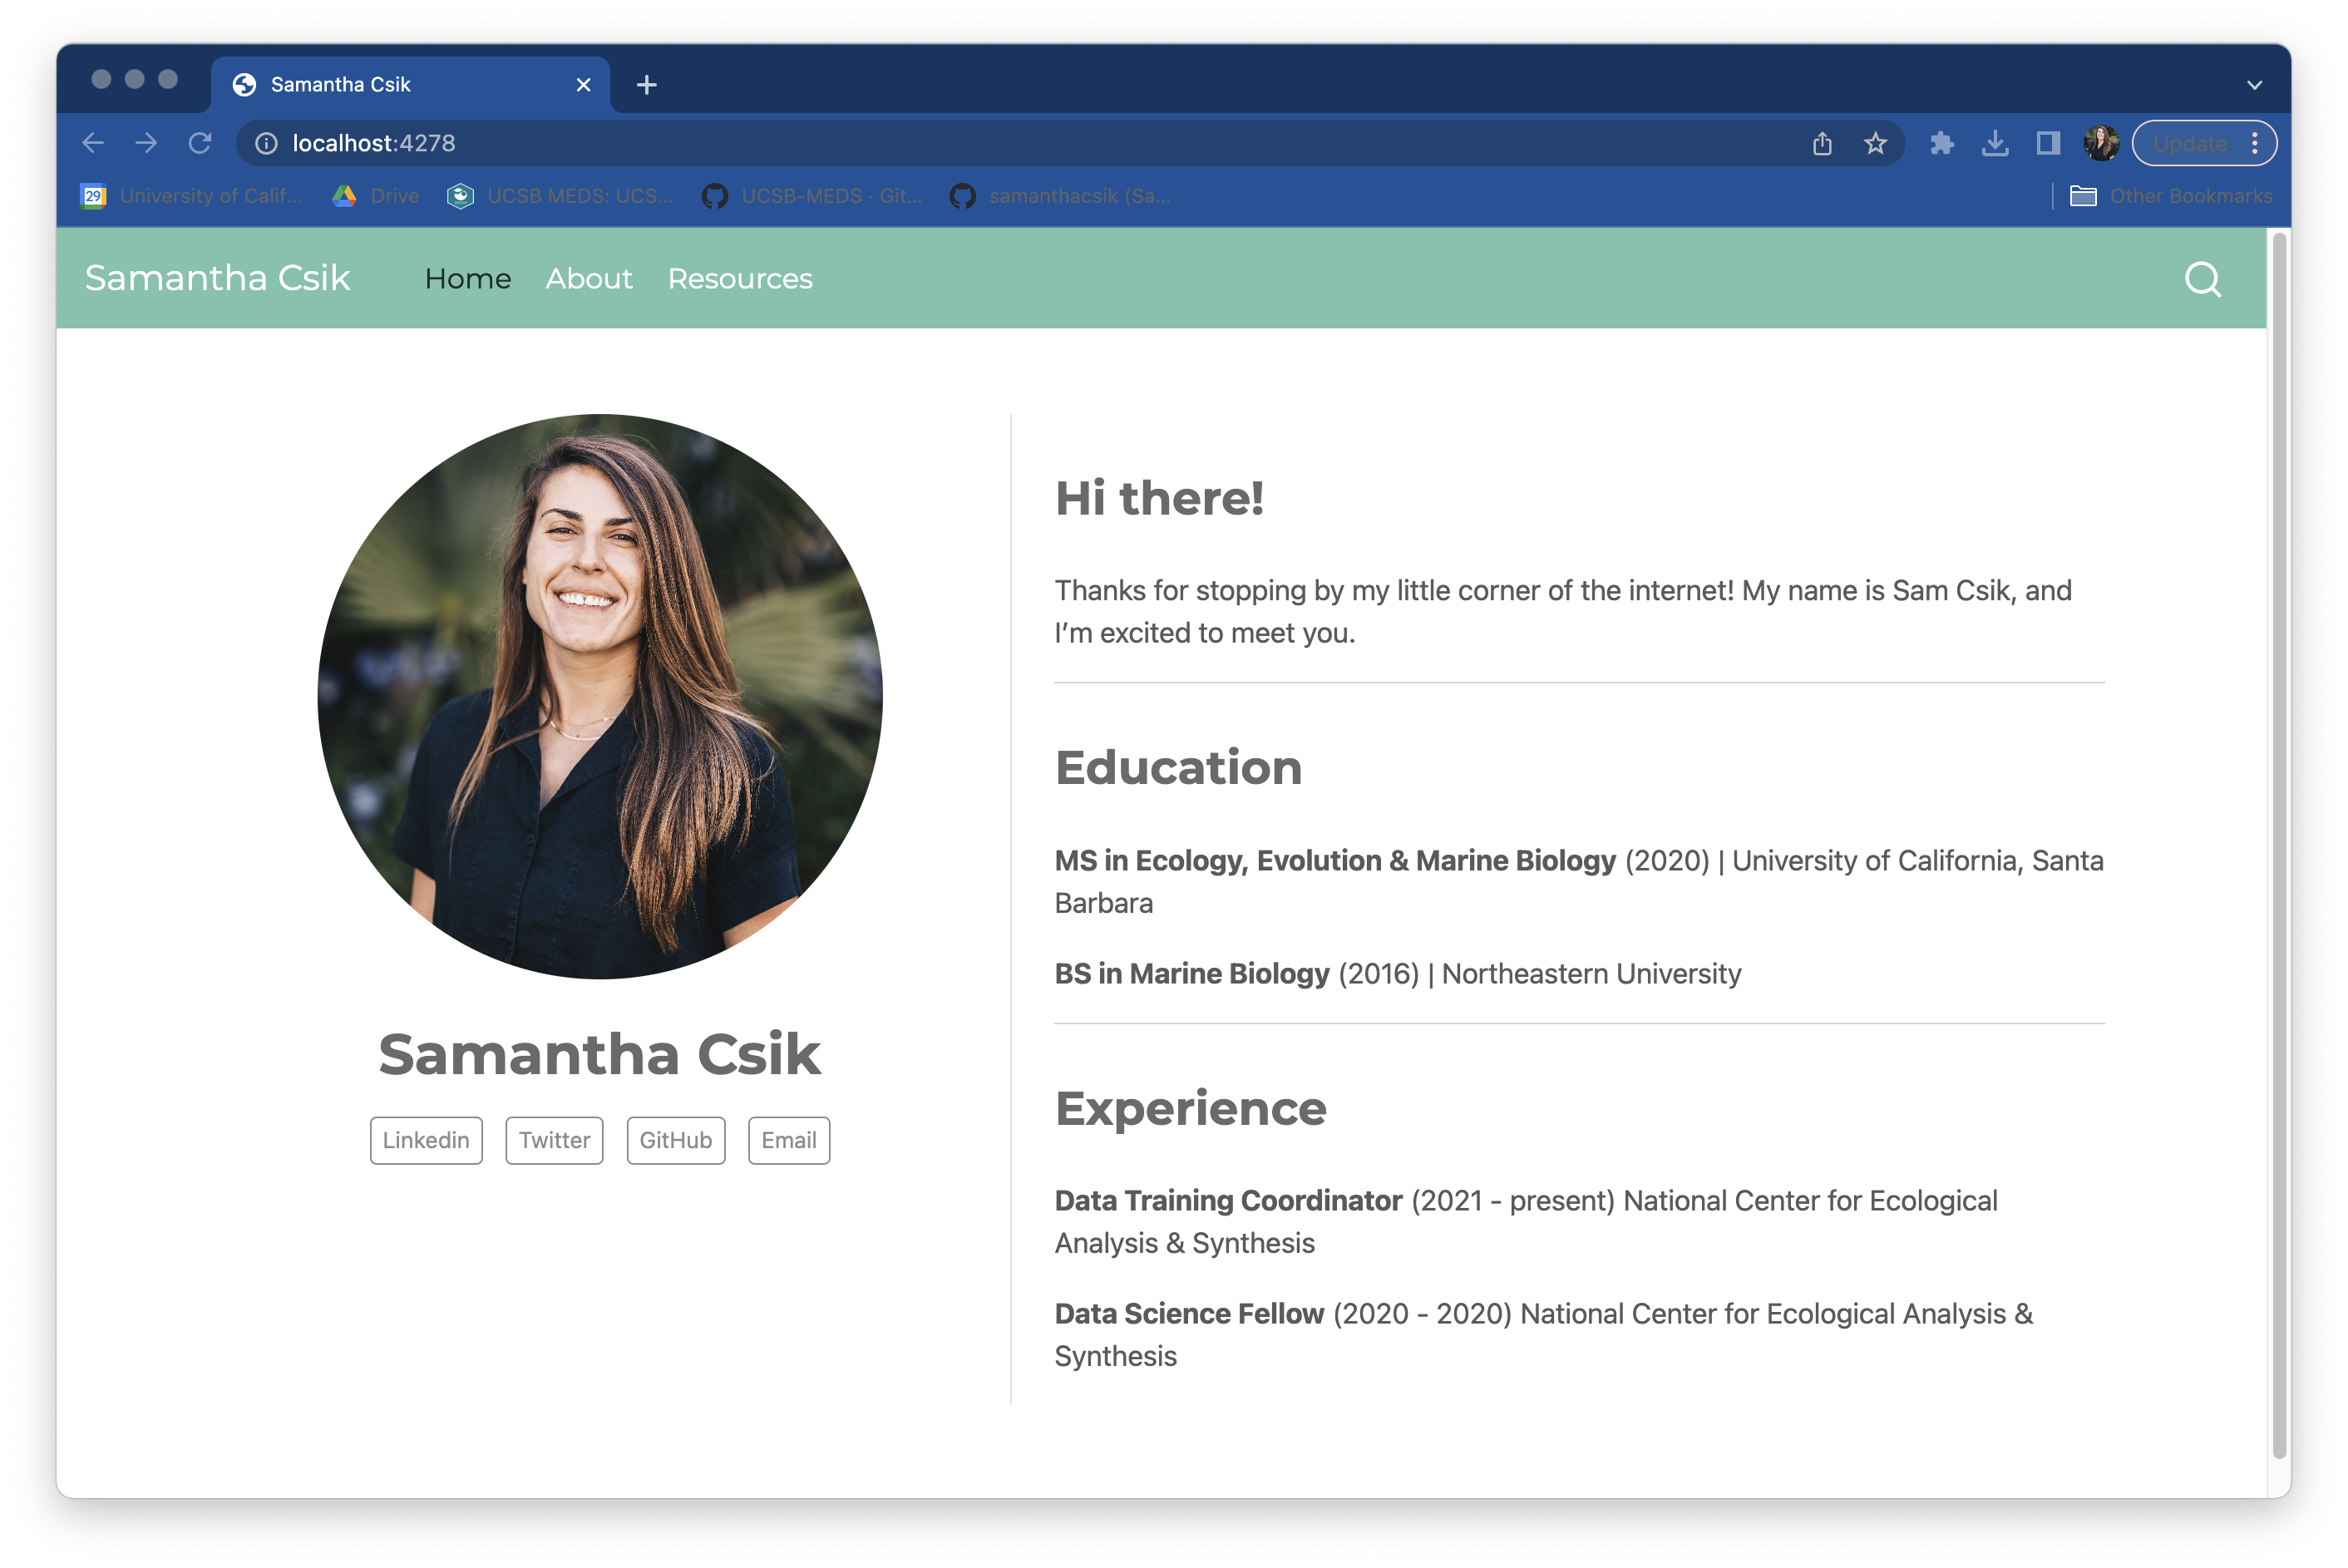 Samantha Csik
localhost:4278
Update
29 University of Calif... Drive UCSB MEDS: UCS... UCSB-MEDS · Git... samanthacsik (Sa... Other Bookmarks
Samantha Csik Home About Resources
Hi there!
Thanks for stopping by my little corner of the internet! My name is Sam Csik, and
I’m excited to meet you.
Education
MS in Ecology, Evolution & Marine Biology (2020) | University of California, Santa
Barbara
BS in Marine Biology (2016) | Northeastern University
Samantha Csik
Linkedin Twitter GitHub Email
Experience
Data Training Coordinator (2021 - present) National Center for Ecological
Analysis & Synthesis
Data Science Fellow (2020 - 2020) National Center for Ecological Analysis &
Synthesis